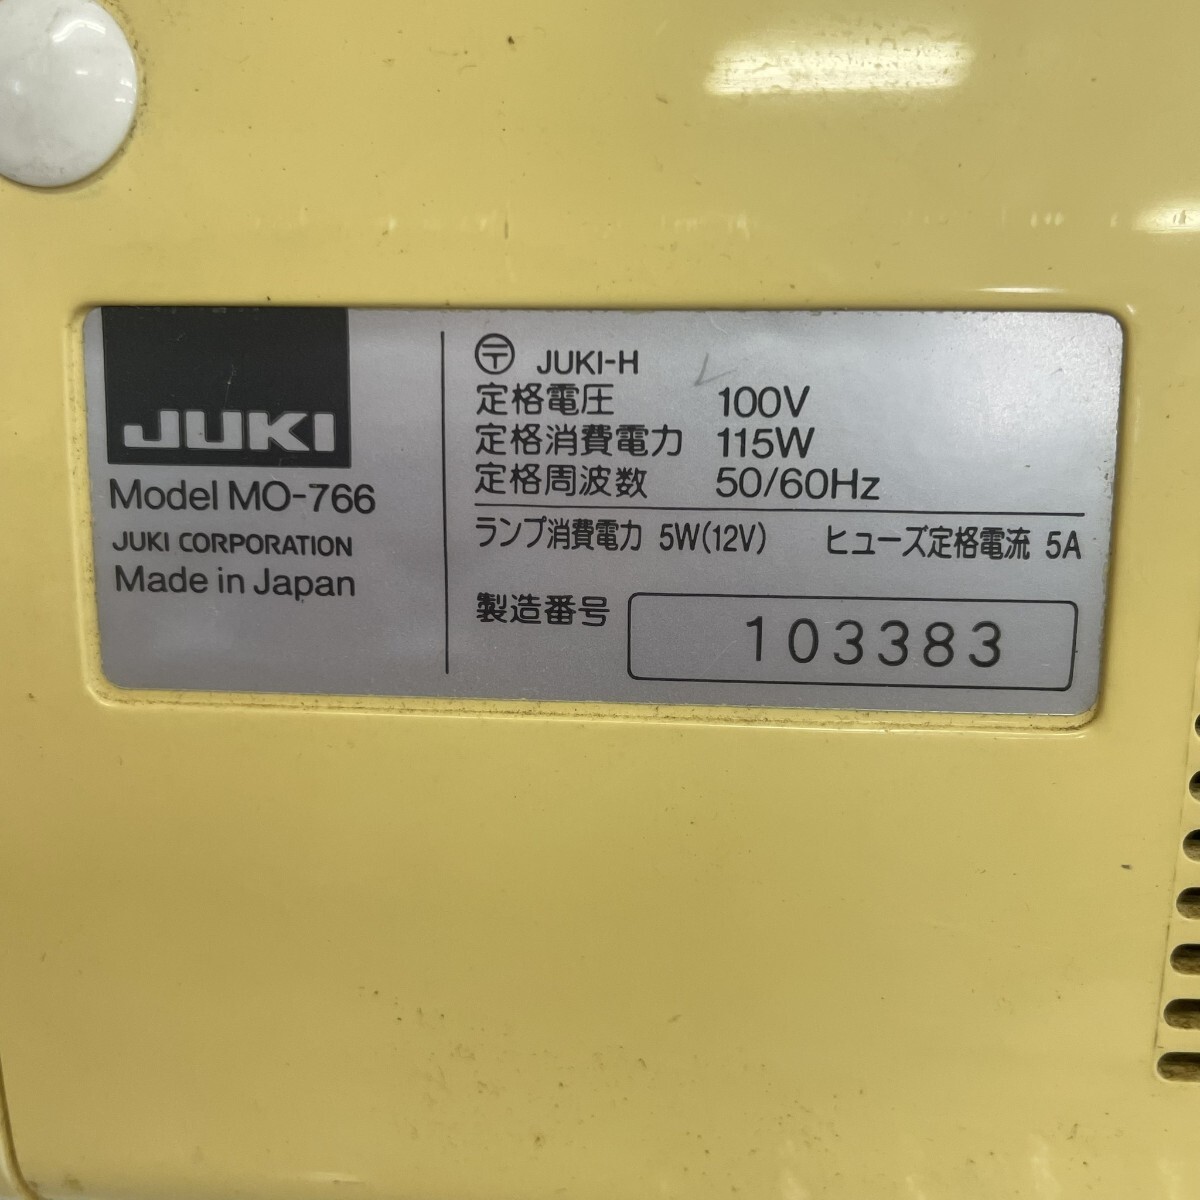 JUKI
Model MO-766
JUKI CORPORATION
Made in Japan
〶 JUKI-H
定格電圧 100V
定格消費電力 115W
定格周波数 50/60Hz
ランプ消費電力 5W(12V) ヒューズ定格電流 5A
製造番号 103383